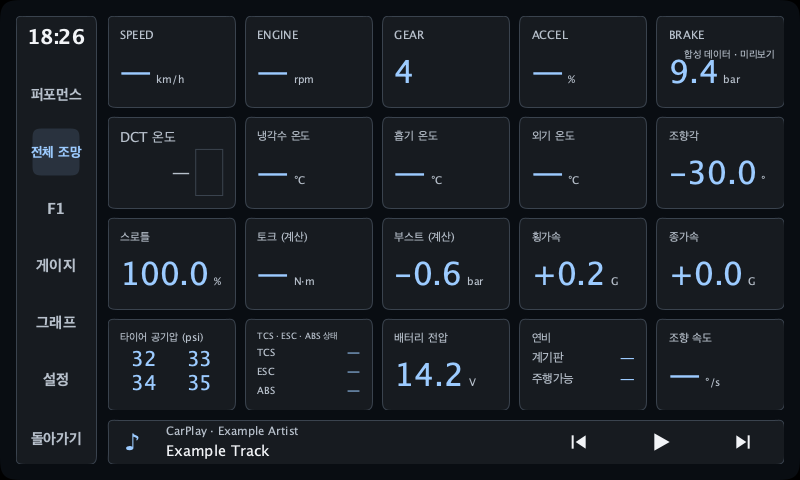 18:26
퍼포먼스
전체 조망
F1
게이지
그래프
설정
돌아가기
SPEED
— km/h
ENGINE
— rpm
GEAR
4
ACCEL
— %
BRAKE
합성 데이터 · 미리보기
9.4 bar
DCT 온도
—
냉각수 온도
— °C
흡기 온도
— °C
외기 온도
— °C
조향각
-30.0 °
스로틀
100.0 %
토크 (계산)
— N·m
부스트 (계산)
-0.6 bar
횡가속
+0.2 G
종가속
+0.0 G
타이어 공기압 (psi)
32 33
34 35
TCS · ESC · ABS 상태
TCS —
ESC —
ABS —
배터리 전압
14.2 V
연비
계기판 —
주행가능 —
조향 속도
— °/s
CarPlay · Example Artist
Example Track